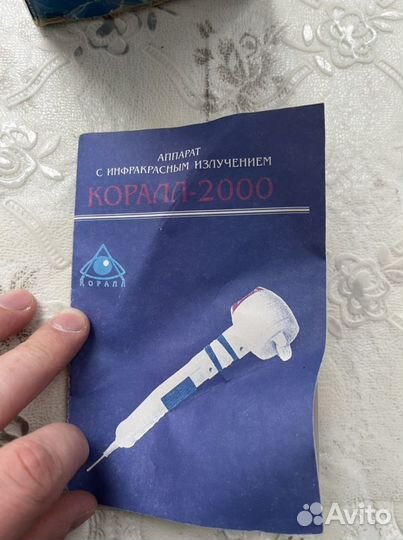 АППАРАТ
С ИНФРАКРАСНЫМ ИЗЛУЧЕНИЕМ
КОРАЛЛ-2000
КОРАЛЛ
Avito